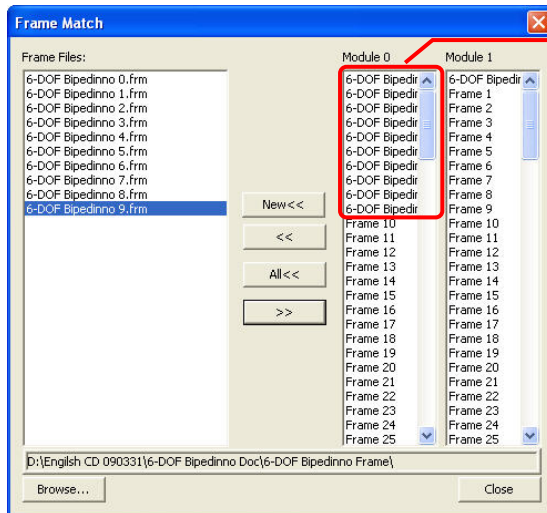 Frame Match
Frame Files:
6-DOF Bipedinno 0.frm
6-DOF Bipedinno 1.frm
6-DOF Bipedinno 2.frm
6-DOF Bipedinno 3.frm
6-DOF Bipedinno 4.frm
6-DOF Bipedinno 5.frm
6-DOF Bipedinno 6.frm
6-DOF Bipedinno 7.frm
6-DOF Bipedinno 8.frm
6-DOF Bipedinno 9.frm
New<<
<<
All<<
>>
Module 0
6-DOF Bipedir
6-DOF Bipedir
6-DOF Bipedir
6-DOF Bipedir
6-DOF Bipedir
6-DOF Bipedir
6-DOF Bipedir
6-DOF Bipedir
6-DOF Bipedir
6-DOF Bipedir
Frame 10
Frame 11
Frame 12
Frame 13
Frame 14
Frame 15
Frame 16
Frame 17
Frame 18
Frame 19
Frame 20
Frame 21
Frame 22
Frame 23
Frame 24
Frame 25
Module 1
6-DOF Bipedir
Frame 1
Frame 2
Frame 3
Frame 4
Frame 5
Frame 6
Frame 7
Frame 8
Frame 9
Frame 10
Frame 11
Frame 12
Frame 13
Frame 14
Frame 15
Frame 16
Frame 17
Frame 18
Frame 19
Frame 20
Frame 21
Frame 22
Frame 23
Frame 24
Frame 25
D:\Engilsh CD 090331\6-DOF Bipedinno Doc\6-DOF Bipedinno Frame\
Browse...
Close